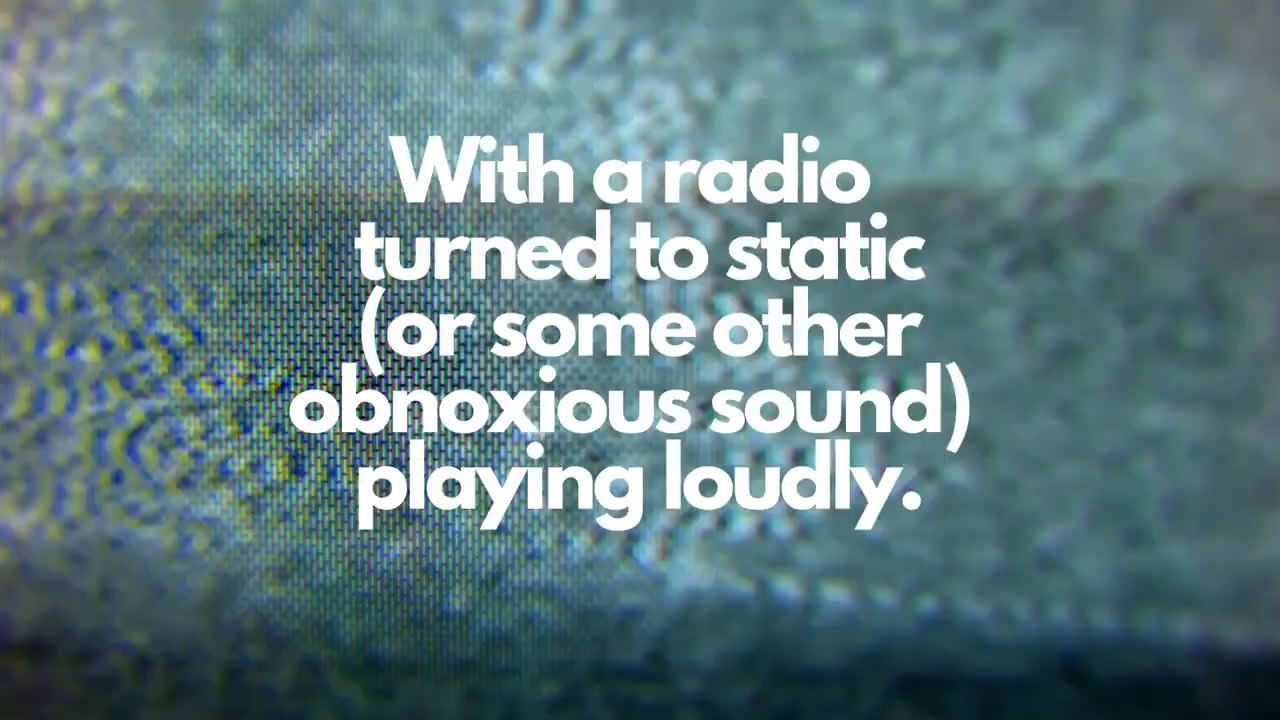 With a radio
turned to static
(or some other
obnoxious sound)
playing loudly.